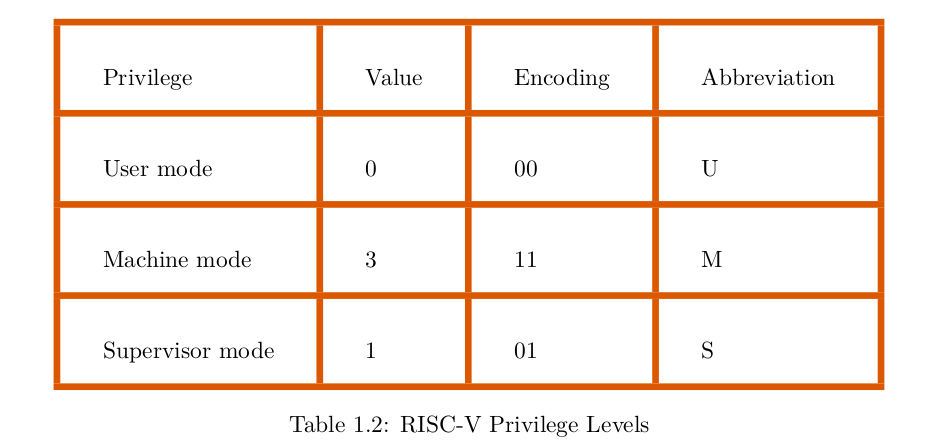 Privilege Value Encoding Abbreviation
User mode 0 00 U
Machine mode 3 11 M
Supervisor mode 1 01 S
Table 1.2: RISC-V Privilege Levels